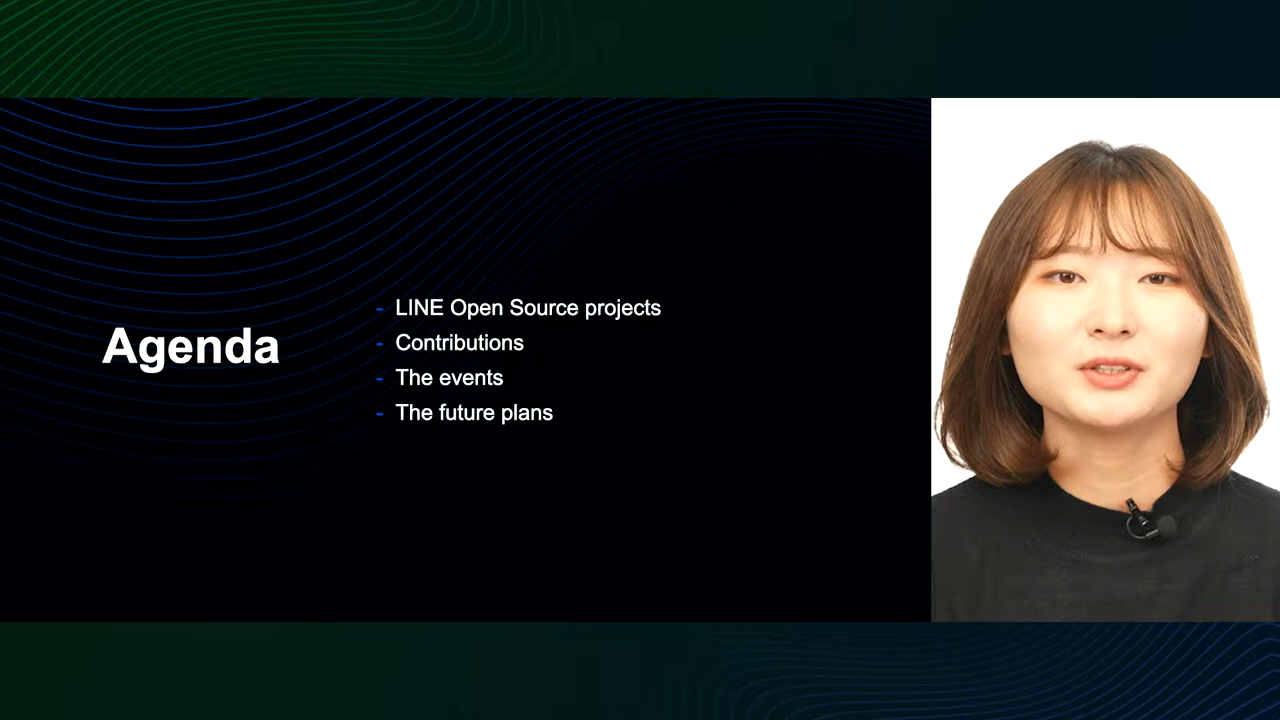 Agenda
- LINE Open Source projects
- Contributions
- The events
- The future plans